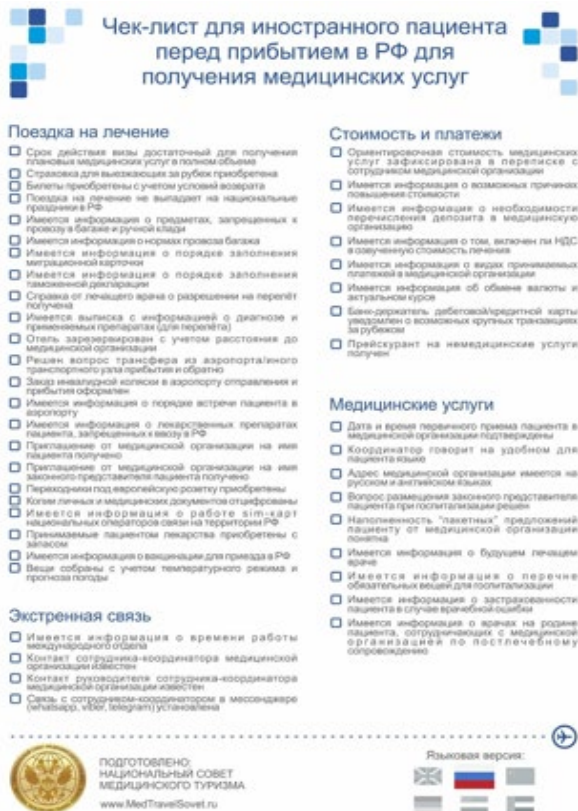 Чек-лист для иностранного пациента
перед прибытием в РФ для
получения медицинских услуг
Поездка на лечение
Срок действия визы достаточный для получения
плановых медицинских услуг в полном объеме
Страховка для выезжающих за рубеж приобретена
Билеты приобретены с учетом условий возврата
Поездка на лечение не выпадает на национальные
праздники в РФ
Имеется информация о предметах, запрещенных к
провозу в багаже и ручной клади
Имеется информация о нормах провоза багажа
Имеется информация о порядке заполнения
миграционной карточки
Имеется информация о порядке заполнения
таможенной декларации
Справка от лечащего врача о разрешении на перелёт
получена
Имеется выписка с информацией о диагнозе и
применяемых препаратах (для перелёта)
Отель зарезервирован с учетом расстояния до
медицинской организации
Решен вопрос трансфера из аэропорта/иного
транспортного узла прибытия и обратно
Заказ инвалидной коляски в аэропорту отправления и
прибытия оформлен
Имеется информация о порядке встречи пациента в
аэропорту
Имеется информация о лекарственных препаратах
пациента, запрещенных к ввозу в РФ
Приглашение от медицинской организации на имя
пациента получено
Приглашение от медицинской организации на имя
законного представителя пациента получено
Переходники под европейскую розетку приобретены
Копии личных и медицинских документов отцифрованы
Имеется информация о работе sim-карт
национальных операторов связи на территории РФ
Принимаемые пациентом лекарства приобретены с
запасом
Имеется информация о вакцинации для приезда в РФ
Вещи собраны с учетом температурного режима и
прогноза погоды
Экстренная связь
Имеется информация о времени работы
международного отдела
Контакт сотрудника-координатора медицинской
организации известен
Контакт руководителя сотрудника-координатора
медицинской организации известен
Связь с сотрудником-координатором в мессенджере
(whatsapp, viber, telegram) установлена
Стоимость и платежи
Ориентировочная стоимость медицинских
услуг зафиксирована в переписке с
сотрудником медицинской организации
Имеется информация о возможных причинах
повышения стоимости
Имеется информация о необходимости
перечисления депозита в медицинскую
организацию
Имеется информация о том, включен ли НДС
в озвученную стоимость лечения
Имеется информация о видах принимаемых
платежей в медицинской организации
Имеется информация об обмене валюты и
актуальном курсе
Банк-держатель дебетовой/кредитной карты
уведомлен о возможных крупных транзакциях
за рубежом
Прейскурант на немедицинские услуги
получен
Медицинские услуги
Дата и время первичного приема пациента в
медицинской организации подтверждены
Координатор говорит на удобном для
пациента языке
Адрес медицинской организации имеется на
русском и английском языках
Вопрос размещения законного представителя
пациента при госпитализации решен
Наполненность "пакетных" предложений
пациенту от медицинской организации
понятна
Имеется информация о будущем лечащем
враче
Имеется информация о перечне
обязательных вещей для госпитализации
Имеется информация о застрахованности
пациента в случае врачебной ошибки
Имеется информация о врачах на родине
пациента, сотрудничающих с медицинской
организацией по постлечебному
сопровождению
ПОДГОТОВЛЕНО:
НАЦИОНАЛЬНЫЙ СОВЕТ
МЕДИЦИНСКОГО ТУРИЗМА
www.MedTravelSovet.ru
Языковая версия: